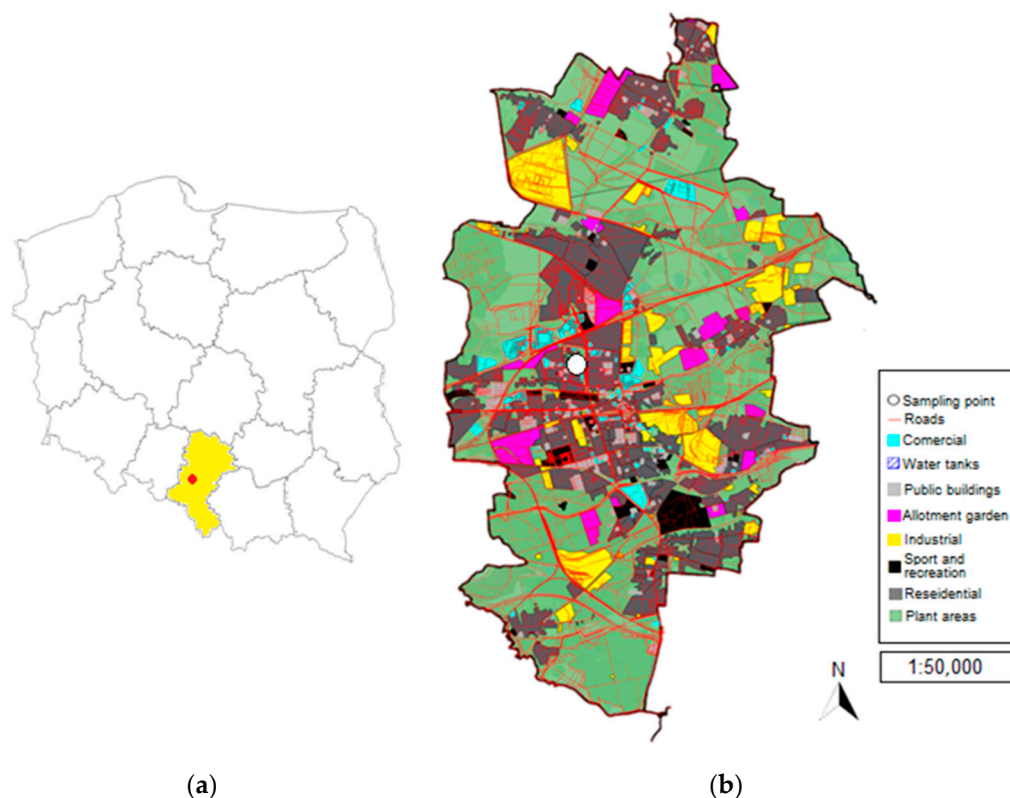 Sampling point
Roads
Comercial
Water tanks
Public buildings
Allotment garden
Industrial
Sport and
recreation
Reseidential
Plant areas
1:50,000
N
(a)
(b)